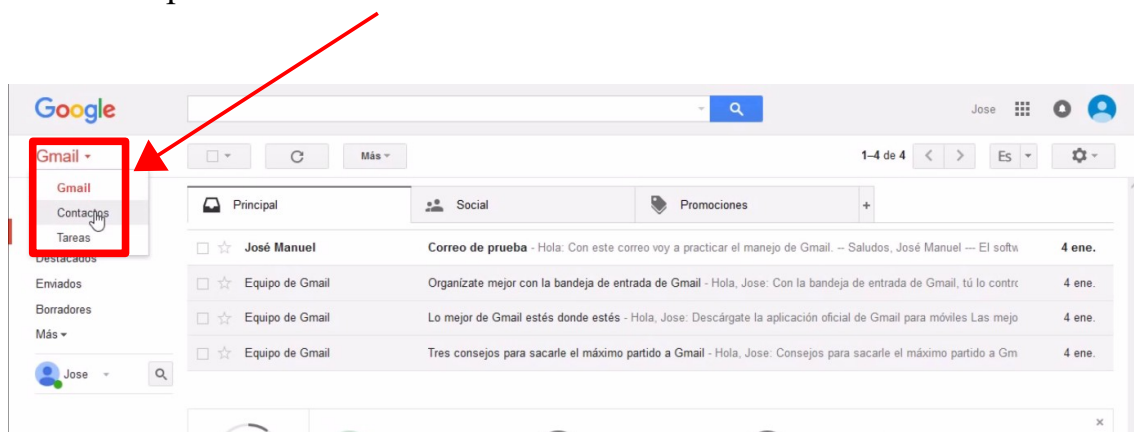 Google
Jose
Gmail
Más
1–4 de 4
Es
Gmail
Contactos
Tareas
Destacados
Enviados
Borradores
Más
Jose
Principal
Social
Promociones
+
José Manuel Correo de prueba - Hola: Con este correo voy a practicar el manejo de Gmail. -- Saludos, José Manuel --- El softw 4 ene.
Equipo de Gmail Organízate mejor con la bandeja de entrada de Gmail - Hola, Jose: Con la bandeja de entrada de Gmail, tú lo contrc 4 ene.
Equipo de Gmail Lo mejor de Gmail estés donde estés - Hola, Jose: Descárgate la aplicación oficial de Gmail para móviles Las mejo 4 ene.
Equipo de Gmail Tres consejos para sacarle el máximo partido a Gmail - Hola, Jose: Consejos para sacarle el máximo partido a Gm 4 ene.